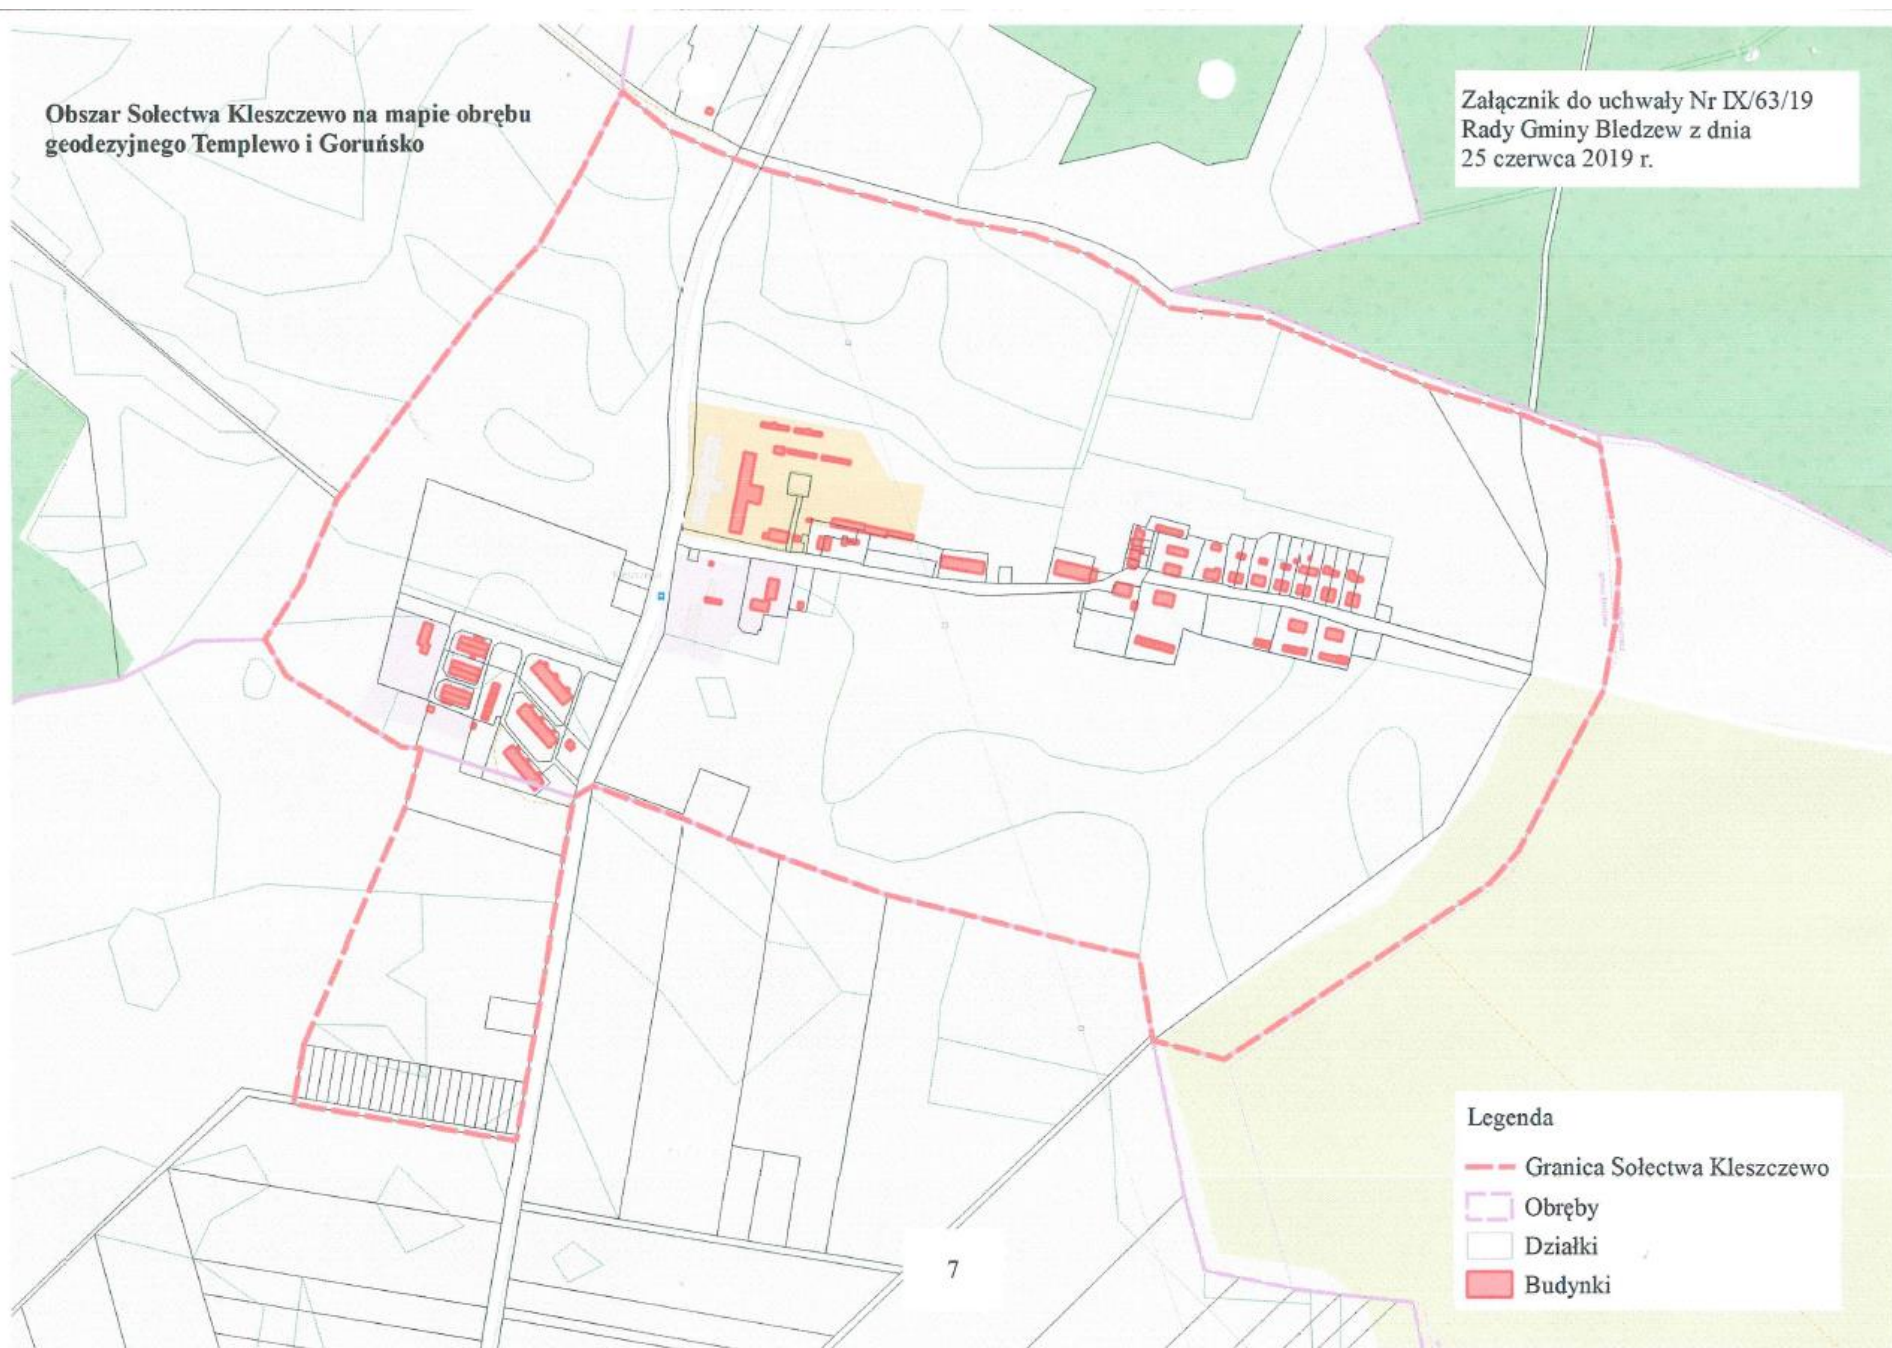 Obszar Sołectwa Kleszczewo na mapie obrębu
geodezyjnego Templewo i Goruńsko
Załącznik do uchwały Nr IX/63/19
Rady Gminy Bledzew z dnia
25 czerwca 2019 r.
Legenda
Granica Sołectwa Kleszczewo
Obręby
Działki
Budynki
7